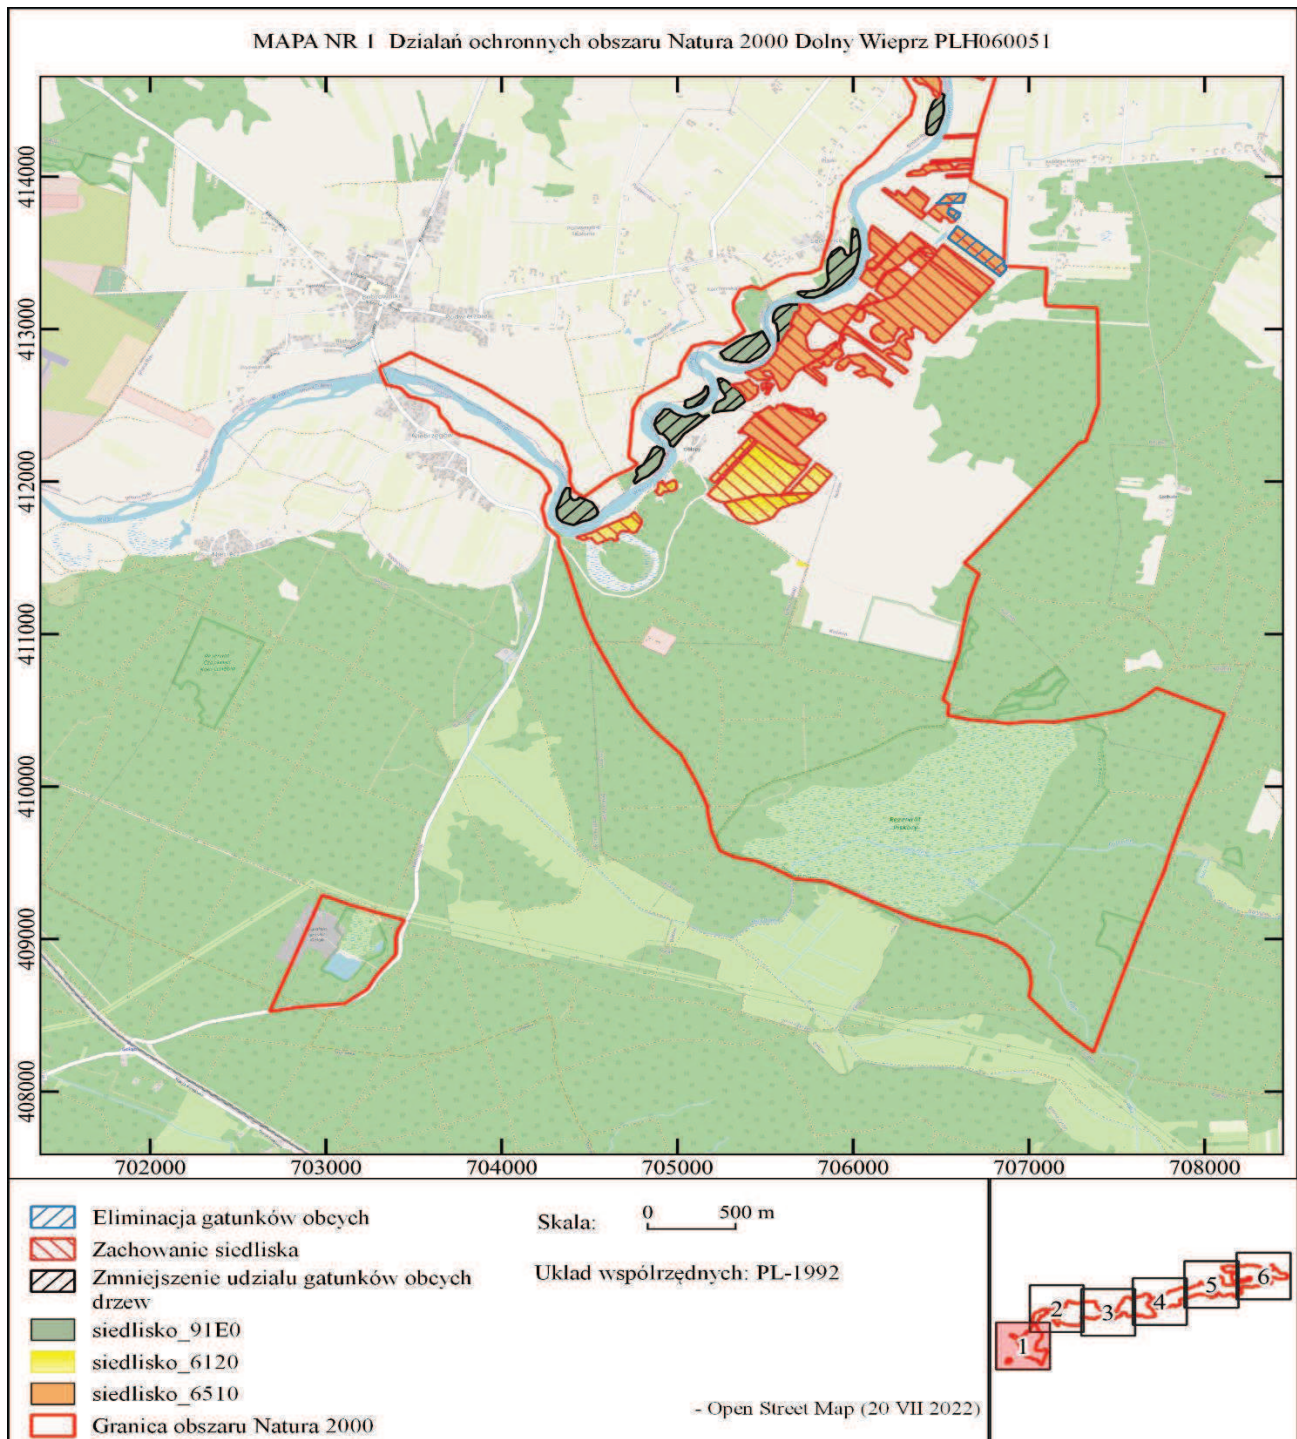 MAPA NR 1 Działań ochronnych obszaru Natura 2000 Dolny Wieprz PLH060051
414000
413000
412000
411000
410000
409000
408000
702000 703000 704000 705000 706000 707000 708000
Eliminacja gatunków obcych
Zachowanie siedliska
Zmniejszenie udziału gatunków obcych
drzew
siedlisko_91E0
siedlisko_6120
siedlisko_6510
Granica obszaru Natura 2000
Skala: 0 500 m
Układ współrzędnych: PL-1992
- Open Street Map (20 VII 2022)
1
2
3
4
5
6